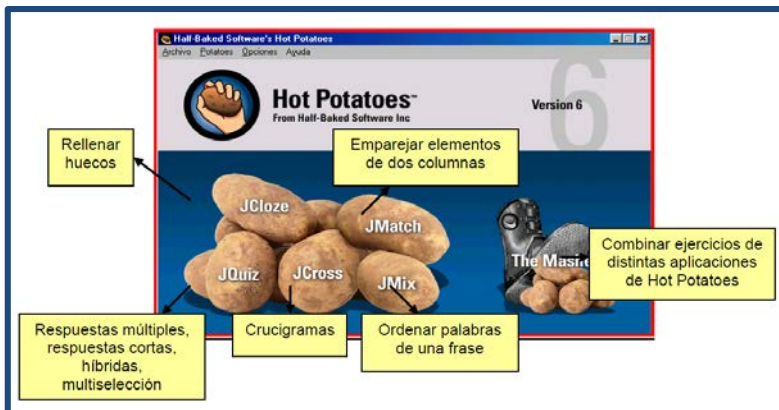 Half-Baked Software's Hot Potatoes
Archivo Potatoes Opciones Ayuda
6
Hot Potatoes™
From Half-Baked Software Inc
Version 6
Rellenar
huecos
Emparejar elementos
de dos columnas
JCloze
JMatch
JQuiz
JCross
JMix
The Mashe
Combinar ejercicios de
distintas aplicaciones
de Hot Potatoes
Respuestas múltiples,
respuestas cortas,
híbridas,
multiselección
Crucigramas
Ordenar palabras
de una frase